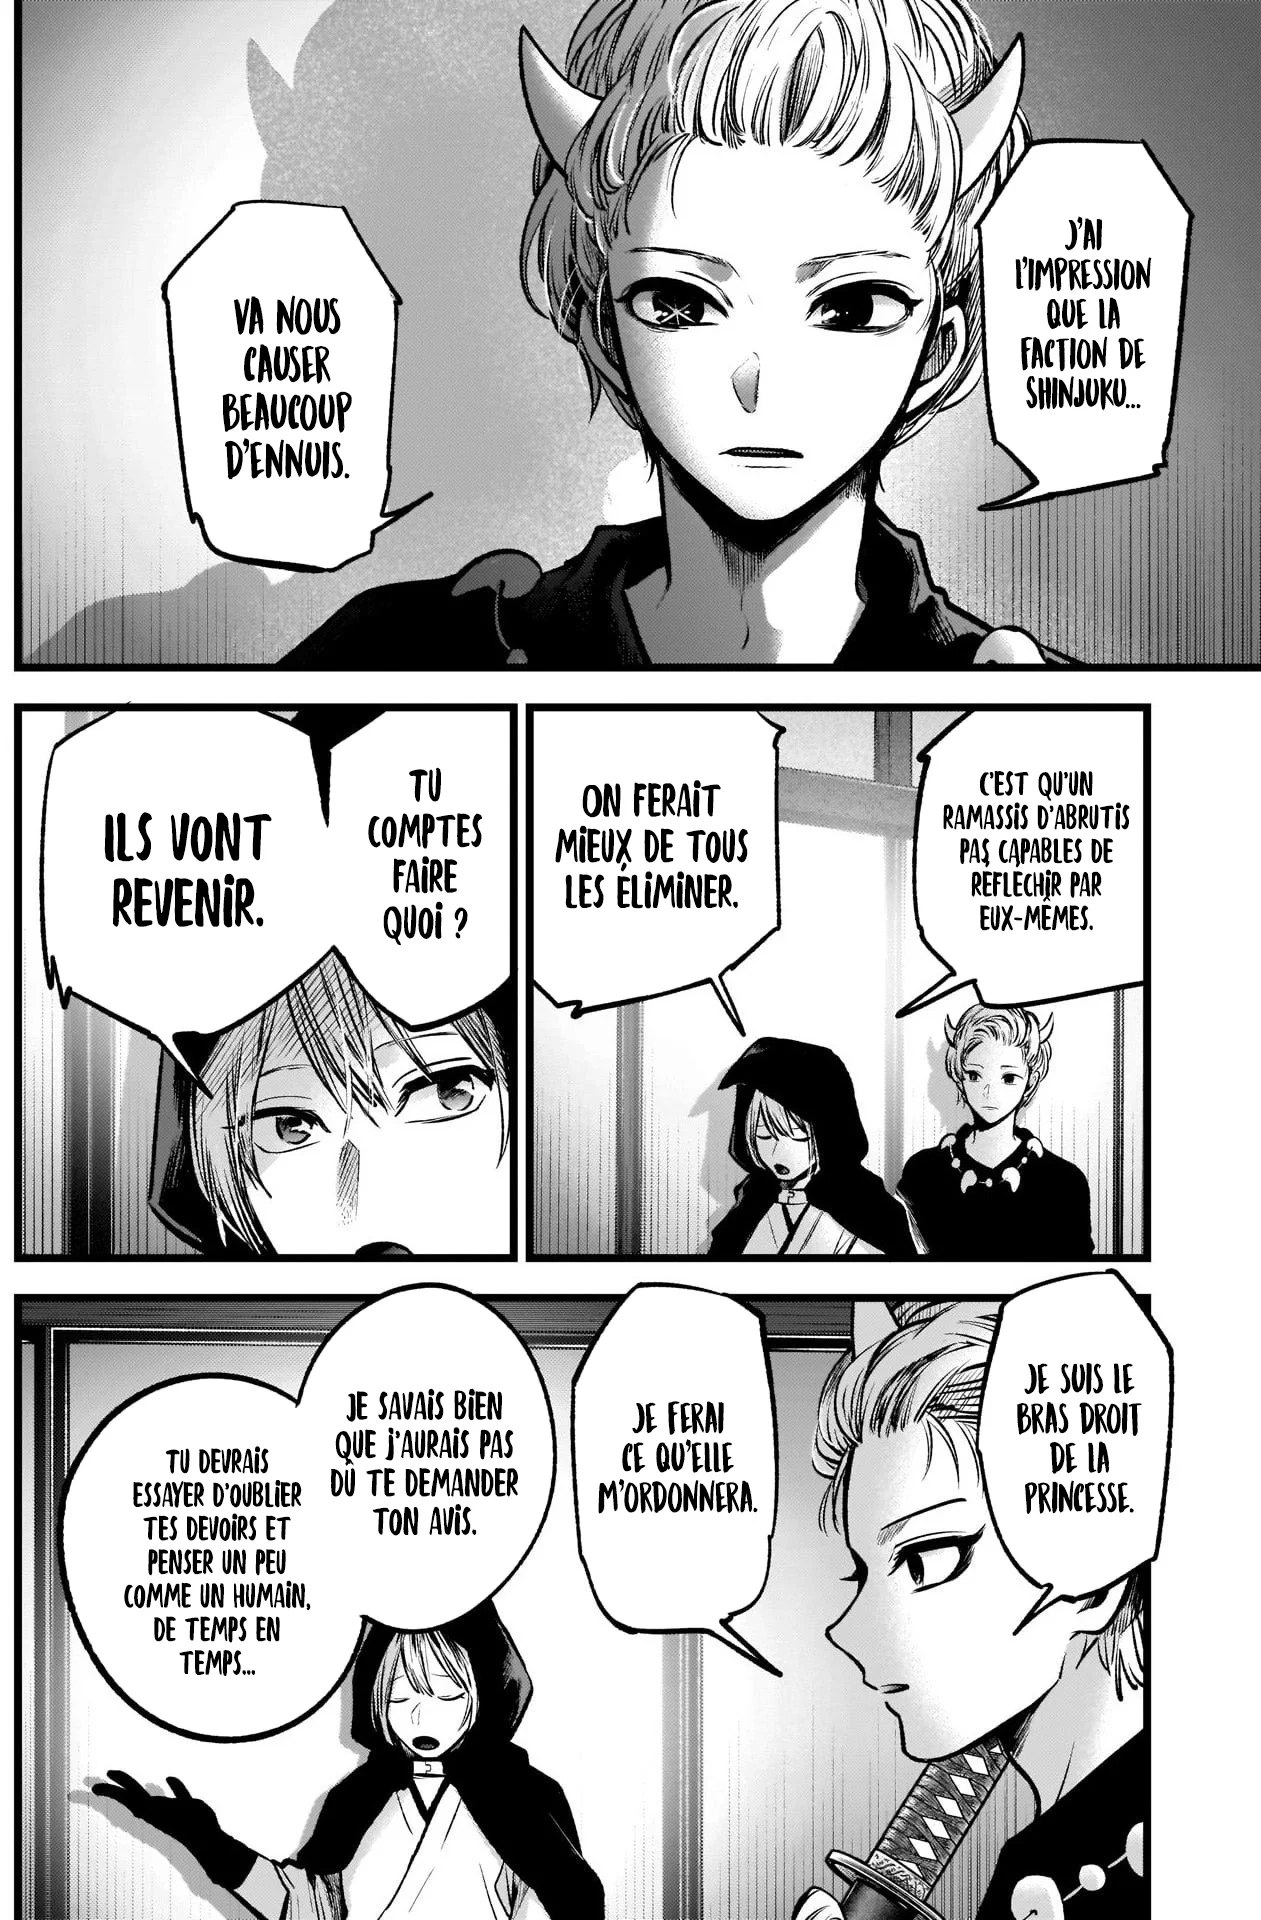 J'AI
L'IMPRESSION
QUE LA
FACTION DE
SHINJUKU...
VA NOUS
CAUSER
BEAUCOUP
D'ENNUIS.
C'EST QU'UN
RAMASSIS D'ABRUTIS
PAS CAPABLES DE
RÉFLÉCHIR PAR
EUX-MÊMES.
ON FERAIT
MIEUX DE TOUS
LES ÉLIMINER.
TU
COMPTES
FAIRE
QUOI ?
ILS VONT
REVENIR.
JE SUIS LE
BRAS DROIT
DE LA
PRINCESSE.
JE FERAI
CE QU'ELLE
M'ORDONNERA.
JE SAVAIS BIEN
QUE J'AURAIS PAS
DÛ TE DEMANDER
TON AVIS.
TU DEVRAIS
ESSAYER D'OUBLIER
TES DEVOIRS ET
PENSER UN PEU
COMME UN HUMAIN,
DE TEMPS EN
TEMPS...